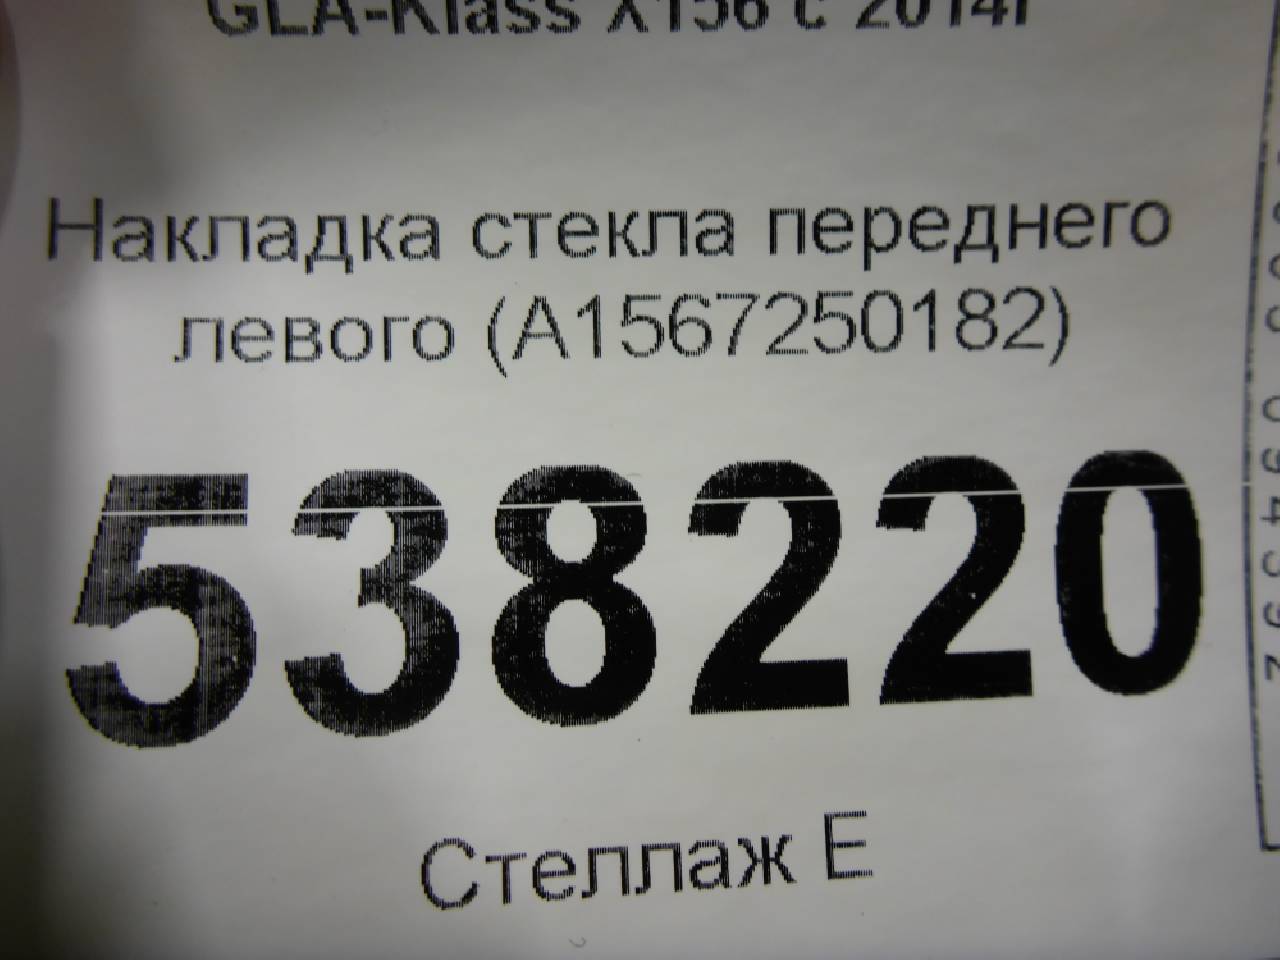 GLA-Klass X156 с 2014г
Накладка стекла переднего
левого (A1567250182)
538220
Стеллаж Е